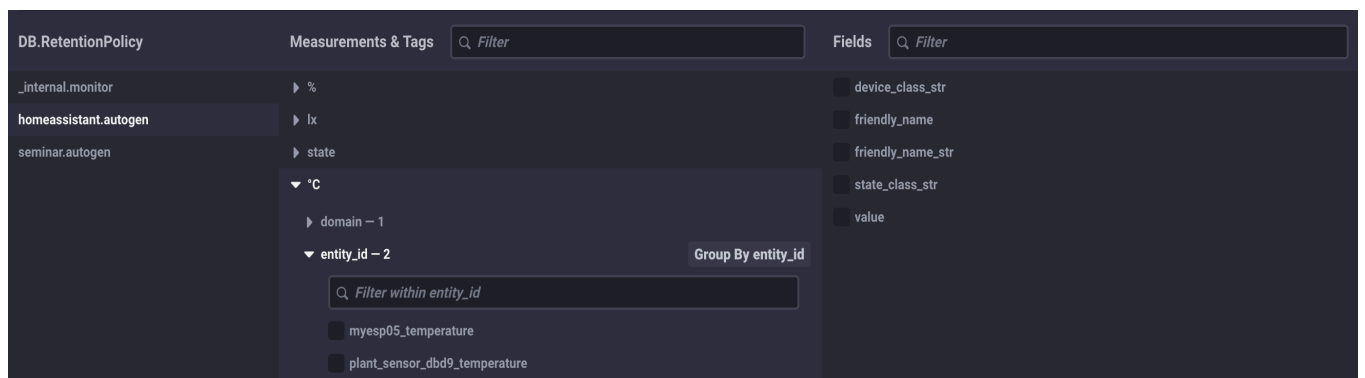 DB.RetentionPolicy
_internal.monitor
homeassistant.autogen
seminar.autogen
Measurements & Tags
Filter
%
lx
state
°C
domain — 1
entity_id — 2
Group By entity_id
Filter within entity_id
myesp05_temperature
plant_sensor_dbd9_temperature
Fields
Filter
device_class_str
friendly_name
friendly_name_str
state_class_str
value